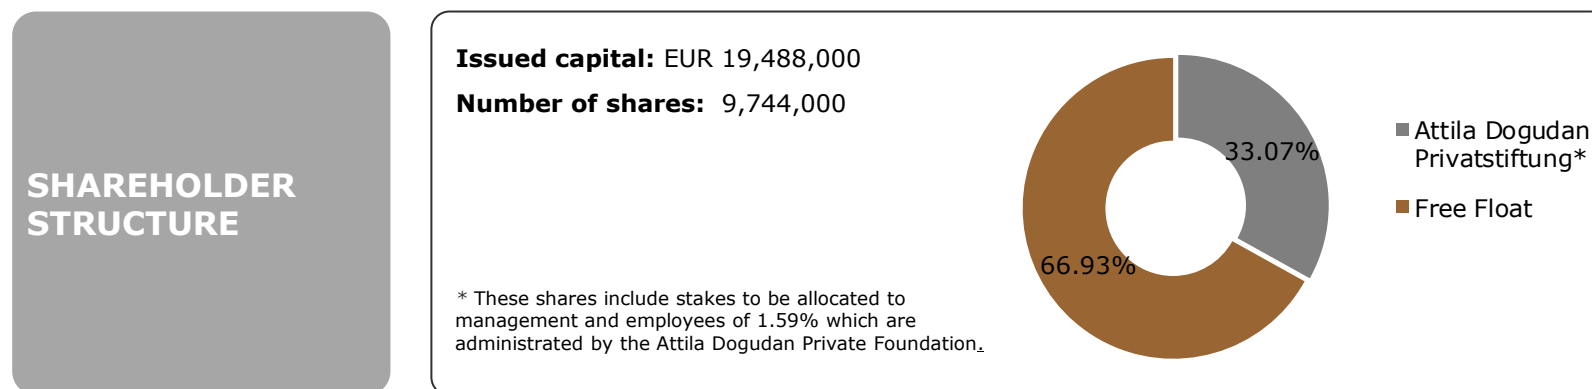 SHAREHOLDER
STRUCTURE
Issued capital: EUR 19,488,000
Number of shares: 9,744,000
* These shares include stakes to be allocated to
management and employees of 1.59% which are
administrated by the Attila Dogudan Private Foundation.
33.07%
66.93%
Attila Dogudan
Privatstiftung*
Free Float